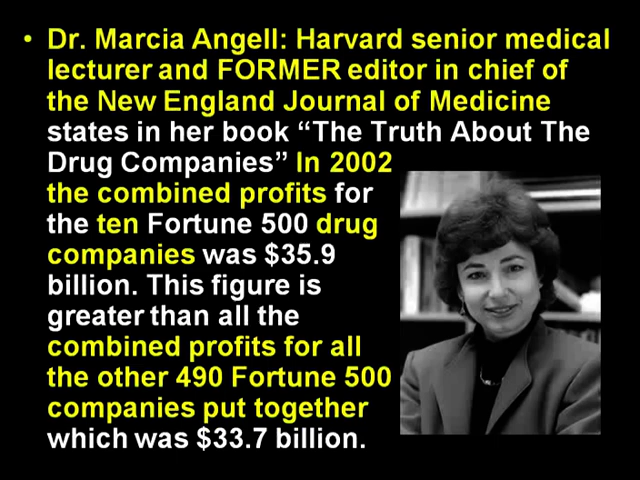 • Dr. Marcia Angell: Harvard senior medical
lecturer and FORMER editor in chief of
the New England Journal of Medicine
states in her book “The Truth About The
Drug Companies” In 2002
the combined profits for
the ten Fortune 500 drug
companies was $35.9
billion. This figure is
greater than all the
combined profits for all
the other 490 Fortune 500
companies put together
which was $33.7 billion.